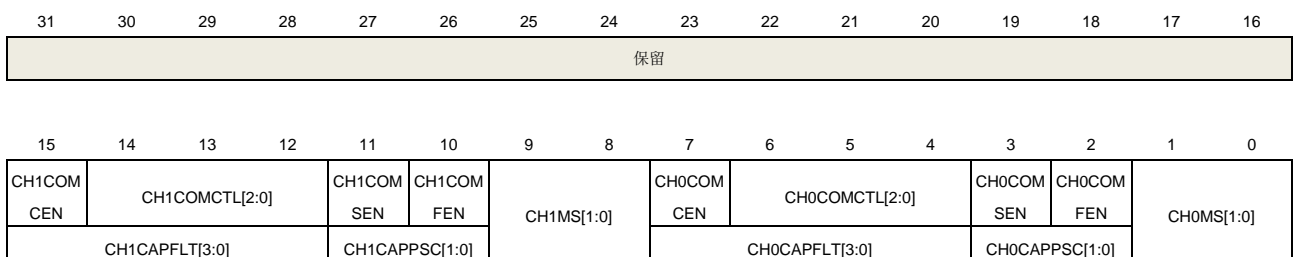 31 30 29 28 27 26 25 24 23 22 21 20 19 18 17 16
保留
15 14 13 12 11 10 9 8 7 6 5 4 3 2 1 0
CH1COM CEN CH1COMCTL[2:0] CH1COM SEN CH1COM FEN CH1MS[1:0] CH0COM CEN CH0COMCTL[2:0] CH0COM SEN CH0COM FEN CH0MS[1:0]
CH1CAPFLT[3:0] CH1CAPPSC[1:0] CH0CAPFLT[3:0] CH0CAPPSC[1:0]